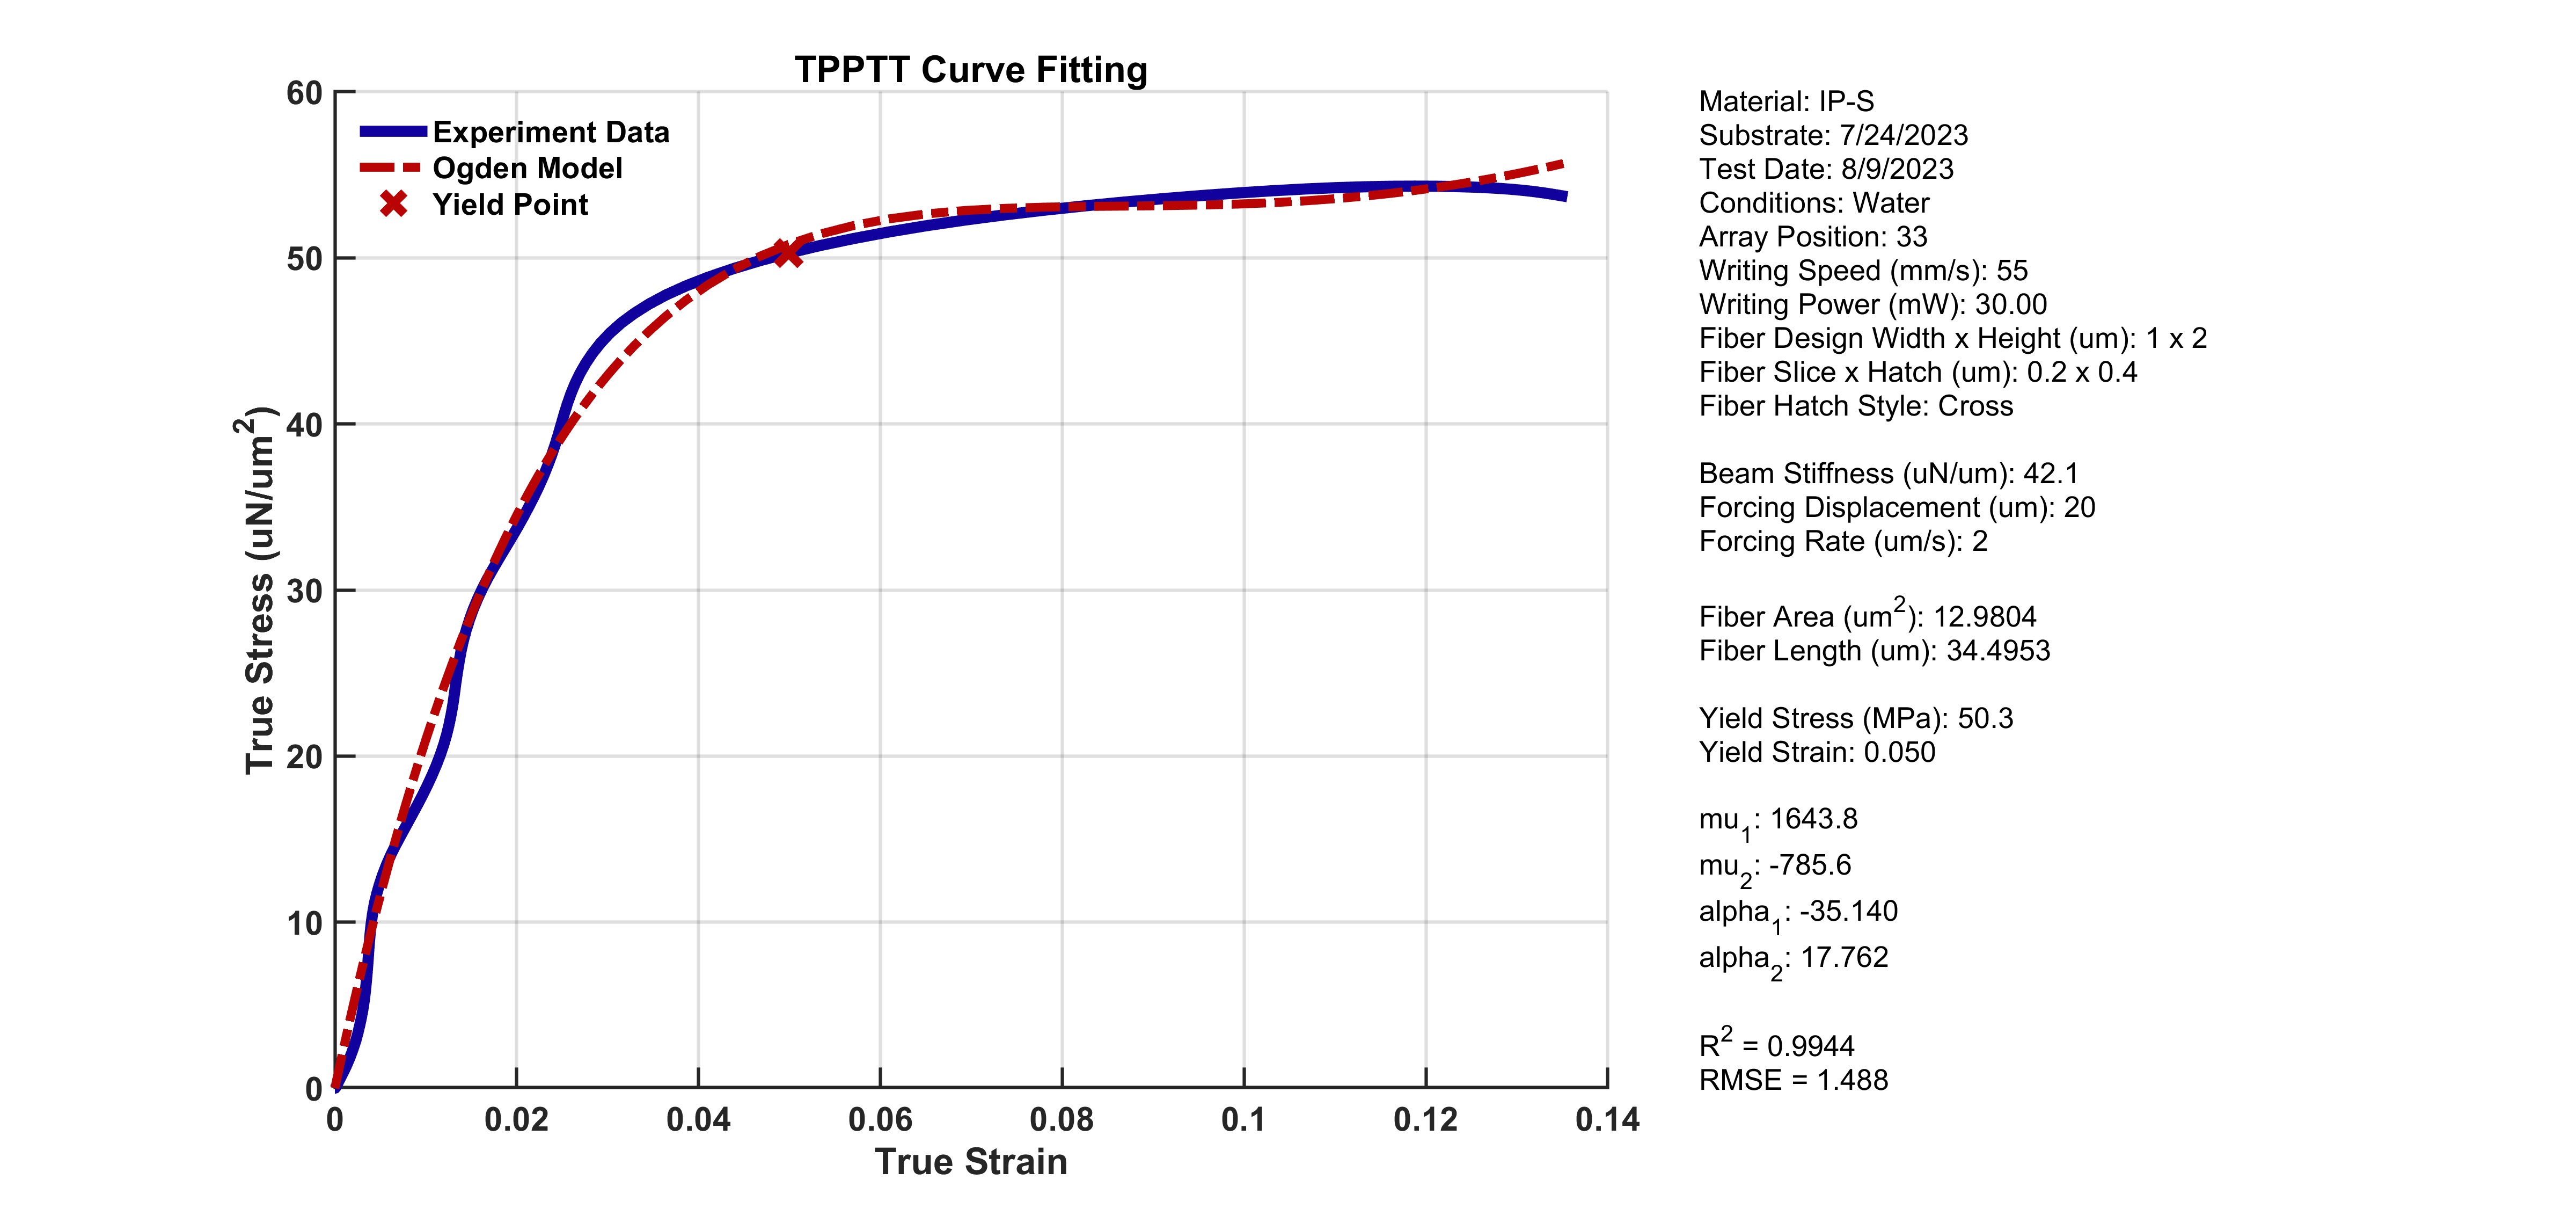 TPPTT Curve Fitting
60
50
40
30
20
10
0
True Stress (uN/um²)
Experiment Data
Ogden Model
Yield Point
0 0.02 0.04 0.06 0.08 0.1 0.12 0.14
True Strain
Material: IP-S
Substrate: 7/24/2023
Test Date: 8/9/2023
Conditions: Water
Array Position: 33
Writing Speed (mm/s): 55
Writing Power (mW): 30.00
Fiber Design Width x Height (um): 1 x 2
Fiber Slice x Hatch (um): 0.2 x 0.4
Fiber Hatch Style: Cross
Beam Stiffness (uN/um): 42.1
Forcing Displacement (um): 20
Forcing Rate (um/s): 2
Fiber Area (um²): 12.9804
Fiber Length (um): 34.4953
Yield Stress (MPa): 50.3
Yield Strain: 0.050
mu₁: 1643.8
mu₂: -785.6
alpha₁: -35.140
alpha₂: 17.762
R² = 0.9944
RMSE = 1.488